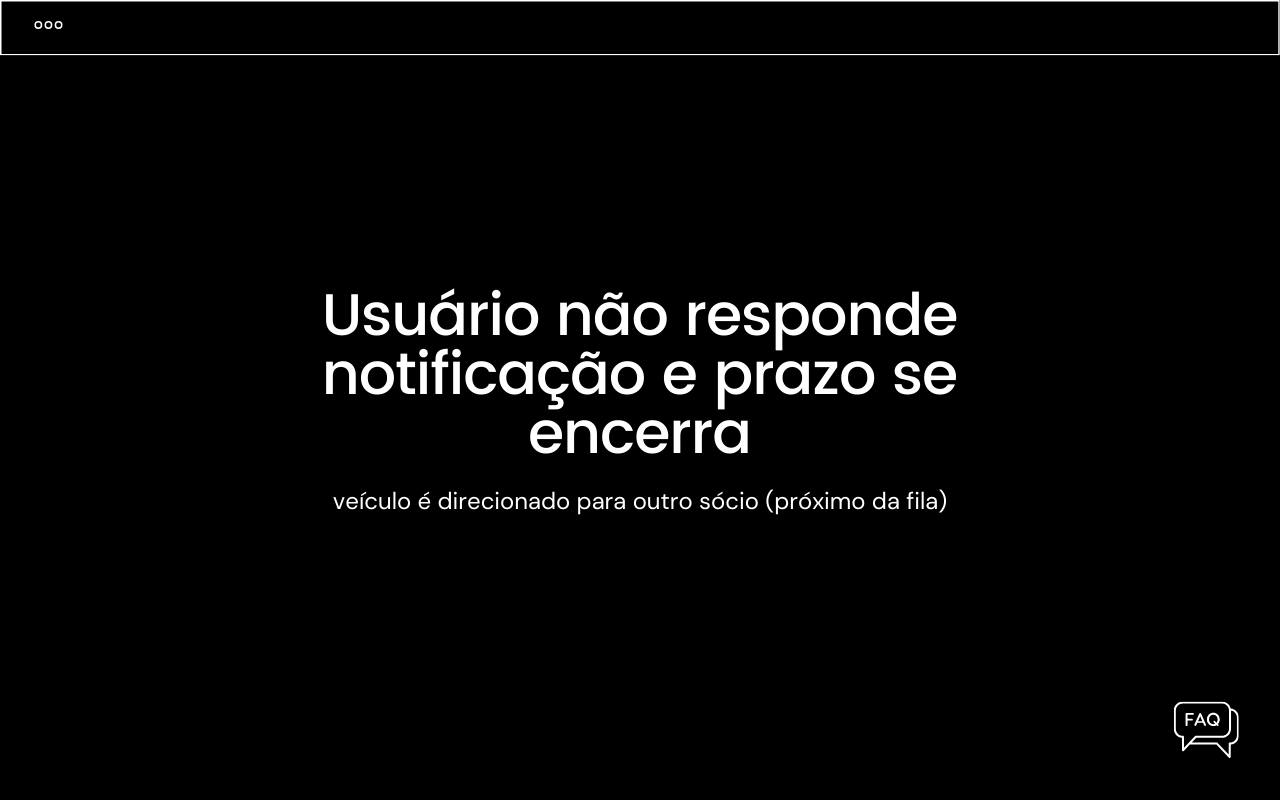 Usuário não responde
notificação e prazo se
encerra
veículo é direcionado para outro sócio (próximo da fila)
FAQ